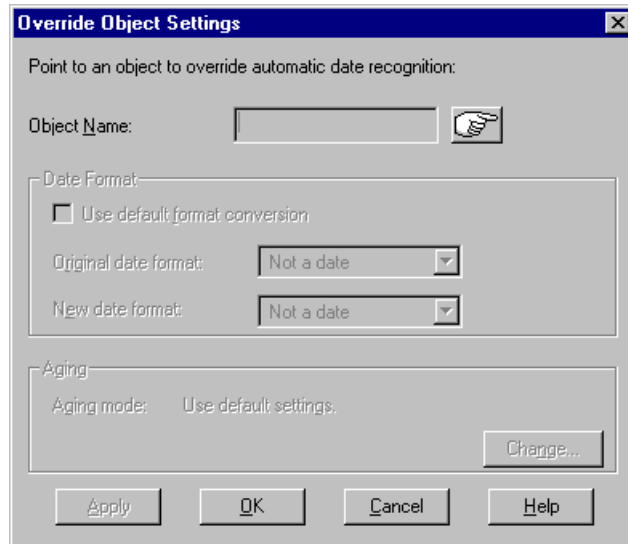 Override Object Settings
Point to an object to override automatic date recognition:
Object Name:
Date Format
Use default format conversion
Original date format: Not a date
New date format: Not a date
Aging
Aging mode: Use default settings.
Change...
Apply OK Cancel Help